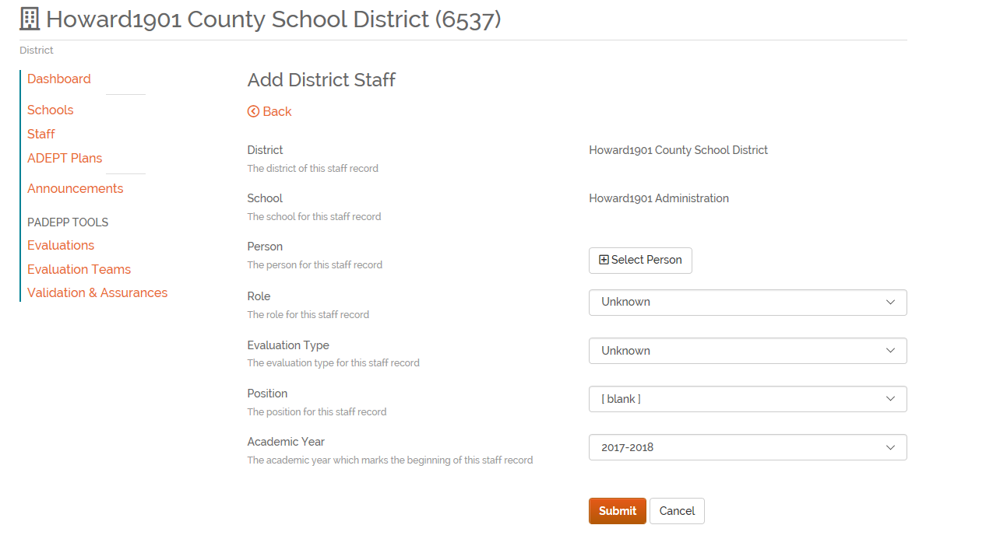 Howard1901 County School District (6537)
District
Dashboard
Schools
Staff
ADEPT Plans
Announcements
PADEPP TOOLS
Evaluations
Evaluation Teams
Validation & Assurances
Add District Staff
Back
District
Howard1901 County School District
The district of this staff record
School
Howard1901 Administration
The school for this staff record
Person
Select Person
The person for this staff record
Role
Unknown
The role for this staff record
Evaluation Type
Unknown
The evaluation type for this staff record
Position
[ blank ]
The position for this staff record
Academic Year
2017-2018
The academic year which marks the beginning of this staff record
Submit
Cancel